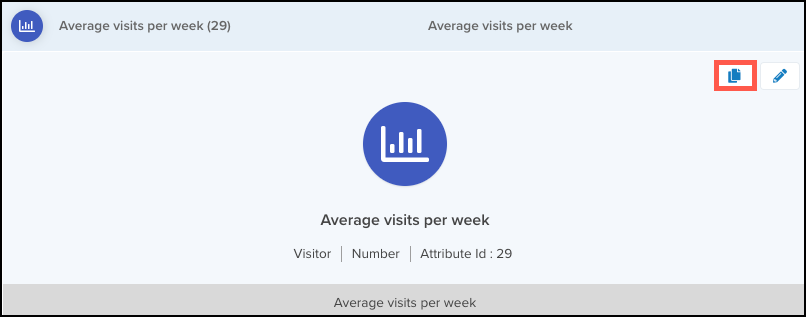 Average visits per week (29) Average visits per week
Average visits per week
Visitor Number Attribute Id : 29
Average visits per week